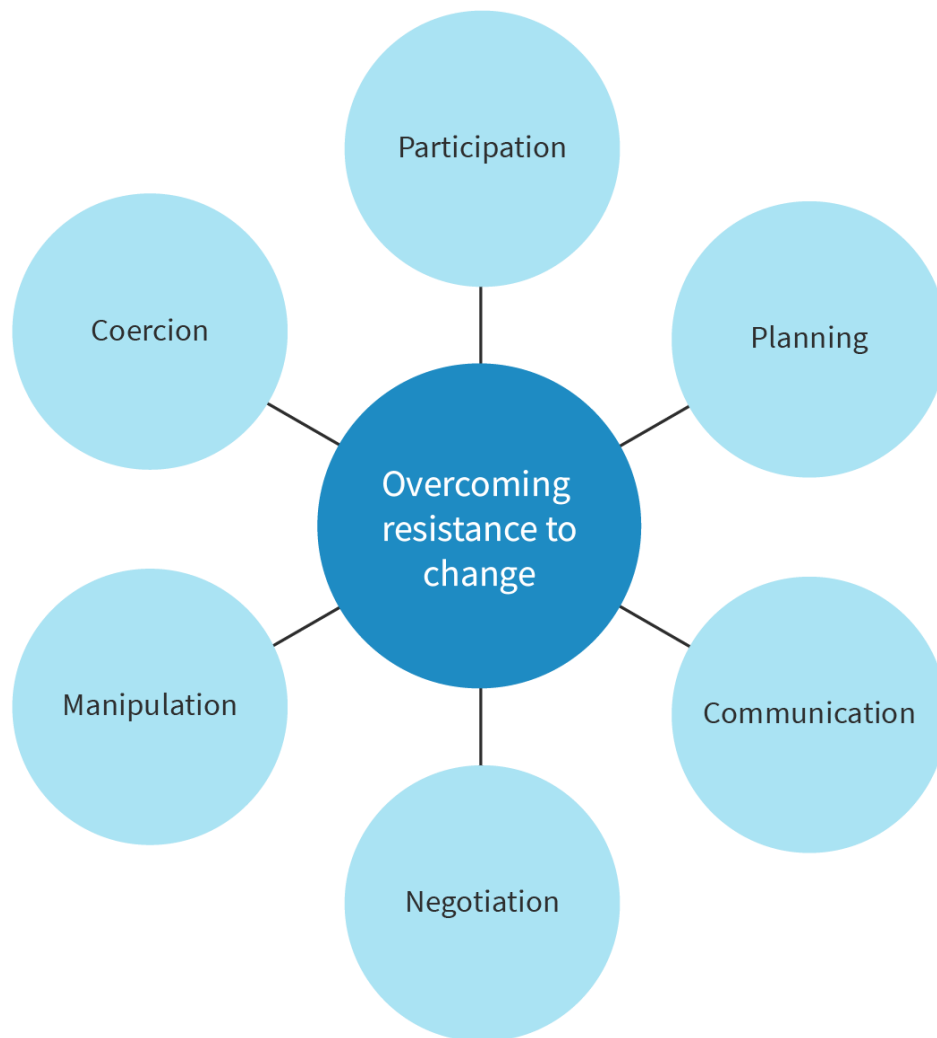 Participation
Coercion
Planning
Overcoming
resistance to
change
Manipulation
Communication
Negotiation